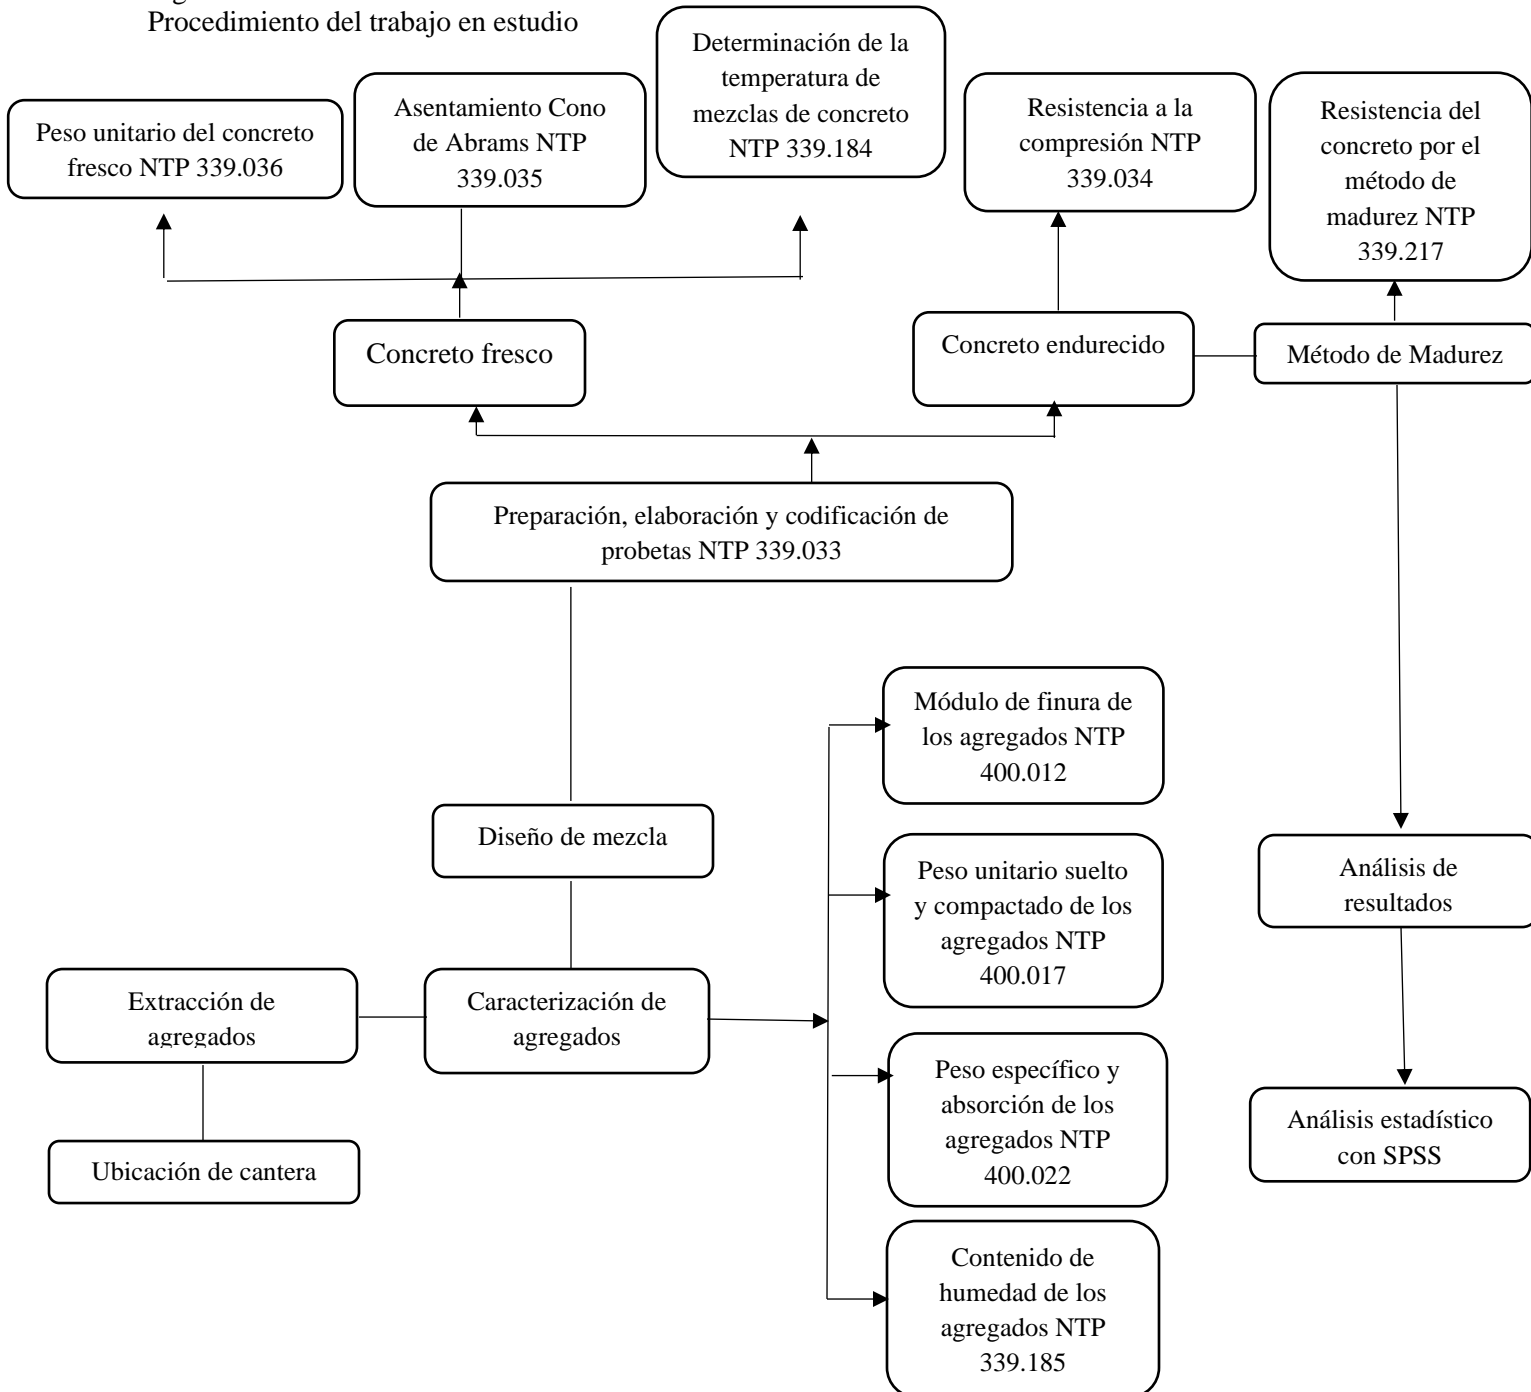 Procedimiento del trabajo en estudio
Peso unitario del concreto
fresco NTP 339.036
Asentamiento Cono
de Abrams NTP
339.035
Determinación de la
temperatura de
mezclas de concreto
NTP 339.184
Resistencia a la
compresión NTP
339.034
Resistencia del
concreto por el
método de
madurez NTP
339.217
Concreto fresco
Concreto endurecido
Método de Madurez
Preparación, elaboración y codificación de
probetas NTP 339.033
Módulo de finura de
los agregados NTP
400.012
Diseño de mezcla
Peso unitario suelto
y compactado de los
agregados NTP
400.017
Análisis de
resultados
Extracción de
agregados
Caracterización de
agregados
Peso específico y
absorción de los
agregados NTP
400.022
Análisis estadístico
con SPSS
Ubicación de cantera
Contenido de
humedad de los
agregados NTP
339.185